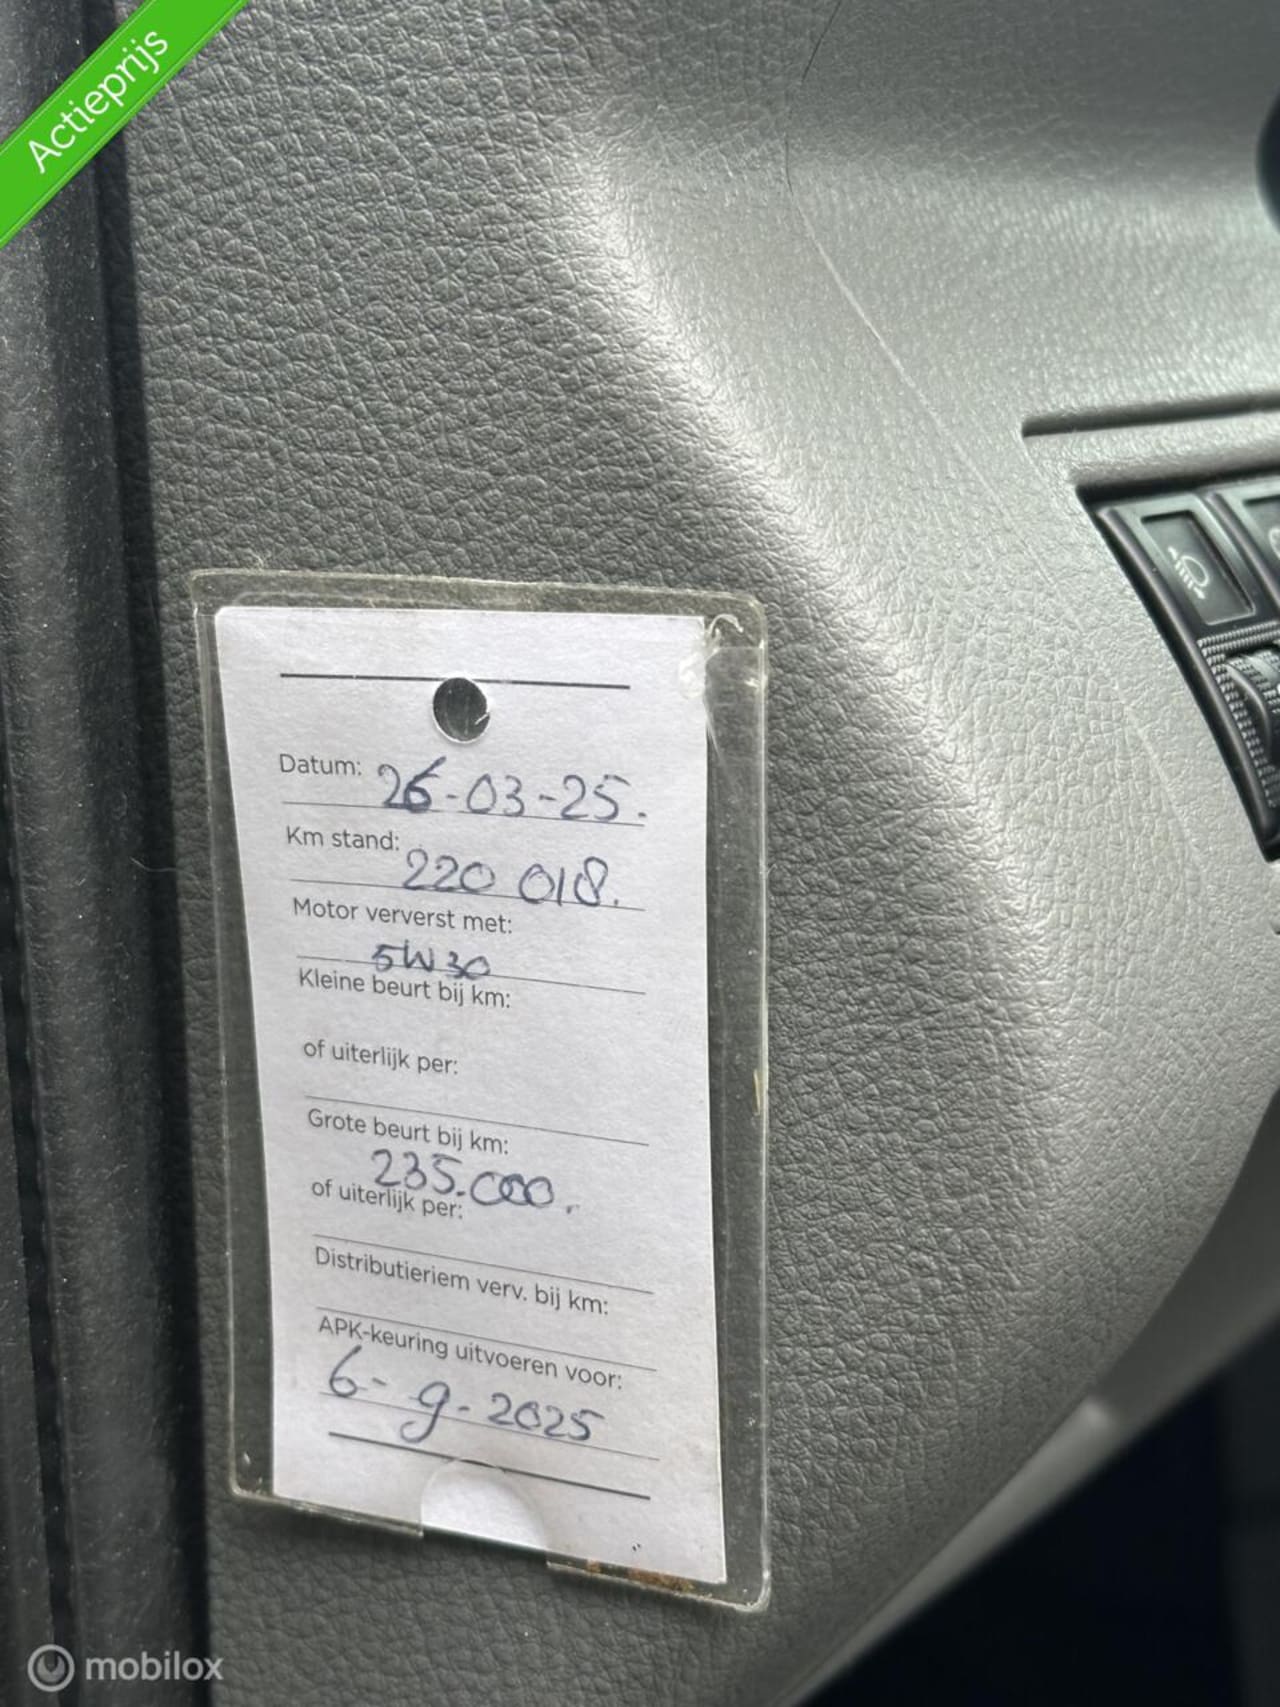 Actieprijs
Datum: 26-03-25.
Km stand: 220 018.
Motor ververst met:
5W30
Kleine beurt bij km:
of uiterlijk per:
Grote beurt bij km:
235.000.
of uiterlijk per:
Distributieriem verv. bij km:
APK-keuring uitvoeren voor:
6-9-2025
mobilox